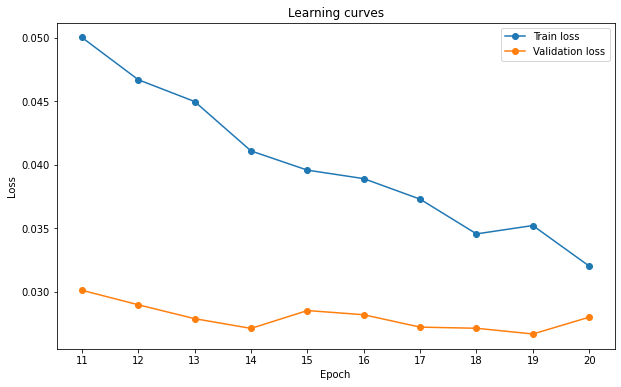 Learning curves
Train loss
Validation loss
0.050
0.045
0.040
0.035
0.030
Loss
11 12 13 14 15 16 17 18 19 20
Epoch